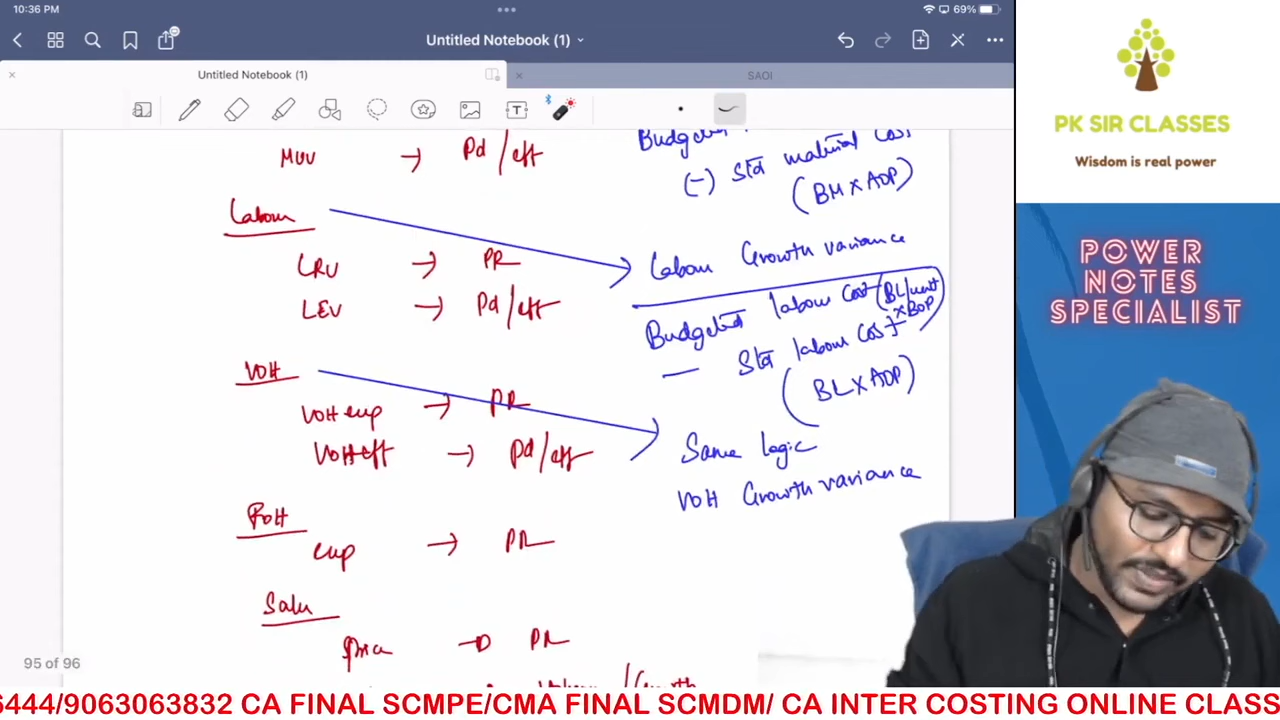 10:36 PM
69%
Untitled Notebook (1)
Untitled Notebook (1)
SAOI
MUV → Pd/eff
Budgeted
(-) Std material Cost
(BM X AOP)
Labour
LRV → PR
LEV → Pd/eff
Labour Growth variance
Budgeted labour cost (BL/unit X BOP)
— Std labour Cost
(BL X AOP)
VOH
VOH exp → PR
VOH eff → Pd/eff
Same logic
VOH Growth variance
FOH
exp → PR
Sales
Price → PR
95 of 96
PK SIR CLASSES
Wisdom is real power
POWER
NOTES
SPECIALIST
6444/9063063832 CA FINAL SCMPE/CMA FINAL SCMDM/ CA INTER COSTING ONLINE CLASS